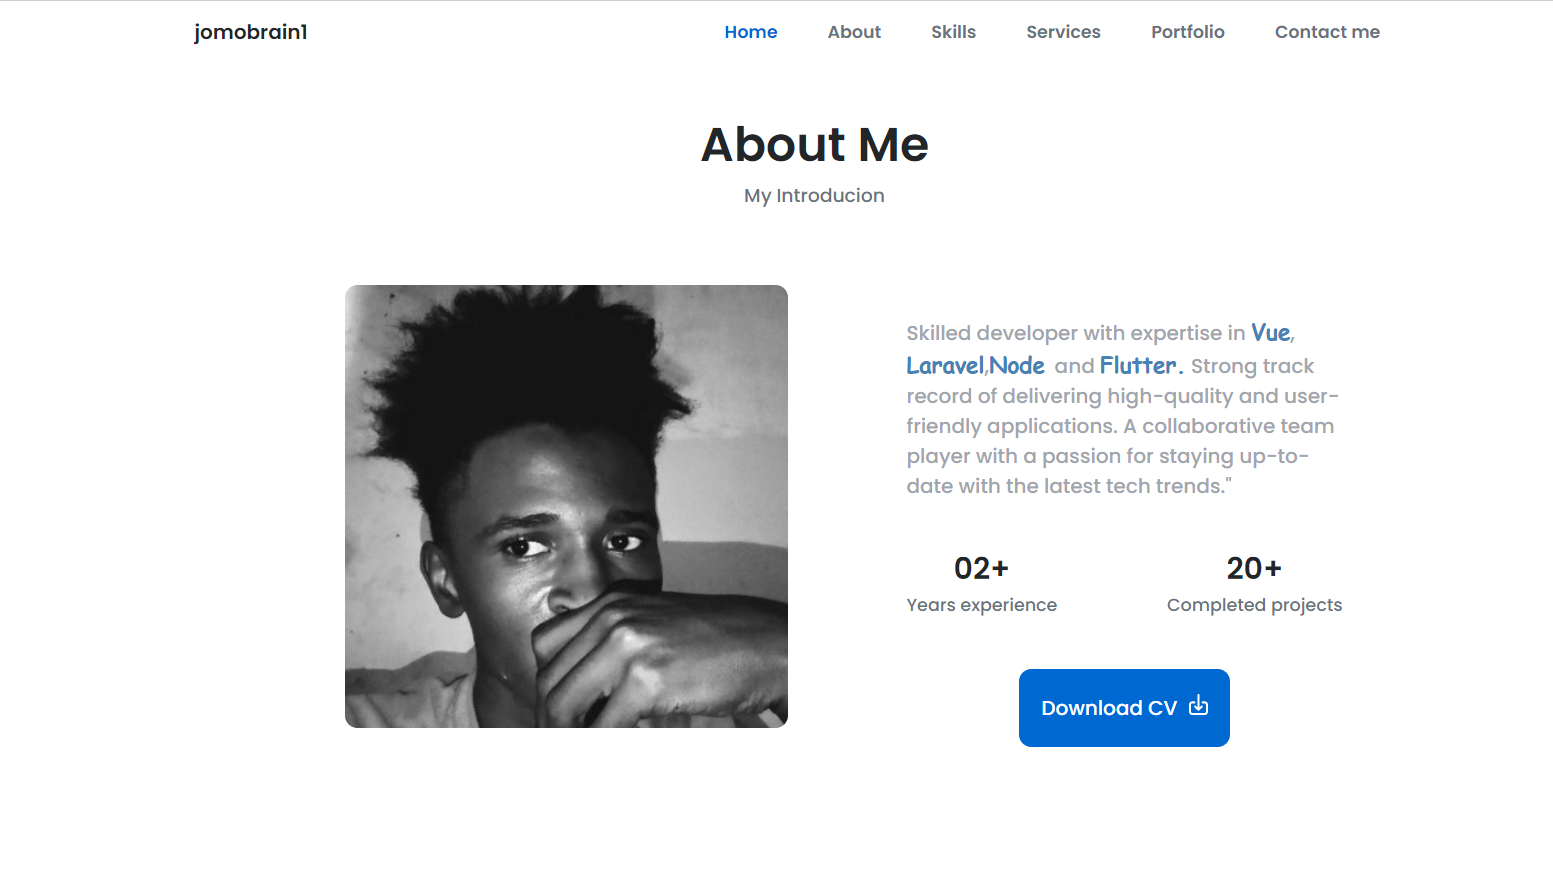 jomobrain1 Home About Skills Services Portfolio Contact me
About Me
My Introducion
Skilled developer with expertise in Vue,
Laravel,Node and Flutter. Strong track
record of delivering high-quality and user-
friendly applications. A collaborative team
player with a passion for staying up-to-
date with the latest tech trends."
02+ 20+
Years experience Completed projects
Download CV